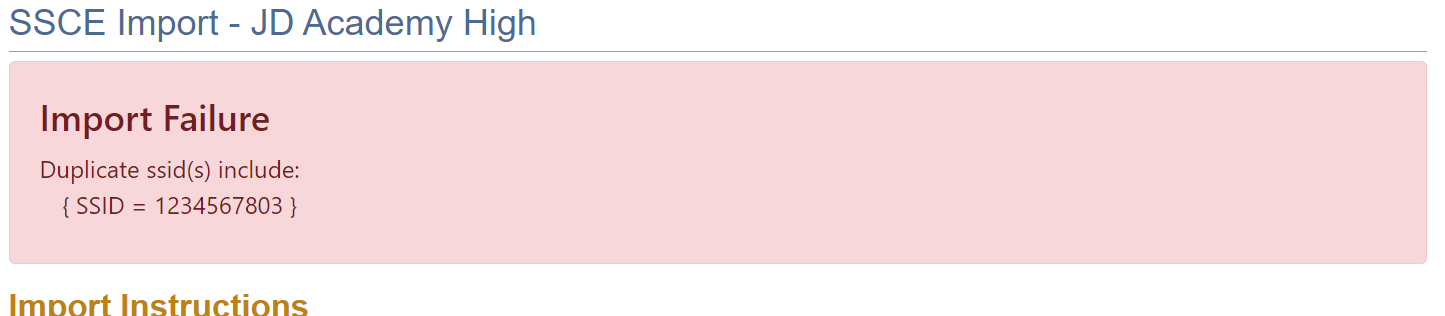 SSCE Import - JD Academy High
Import Failure
Duplicate ssid(s) include:
{ SSID = 1234567803 }
Import Instructions